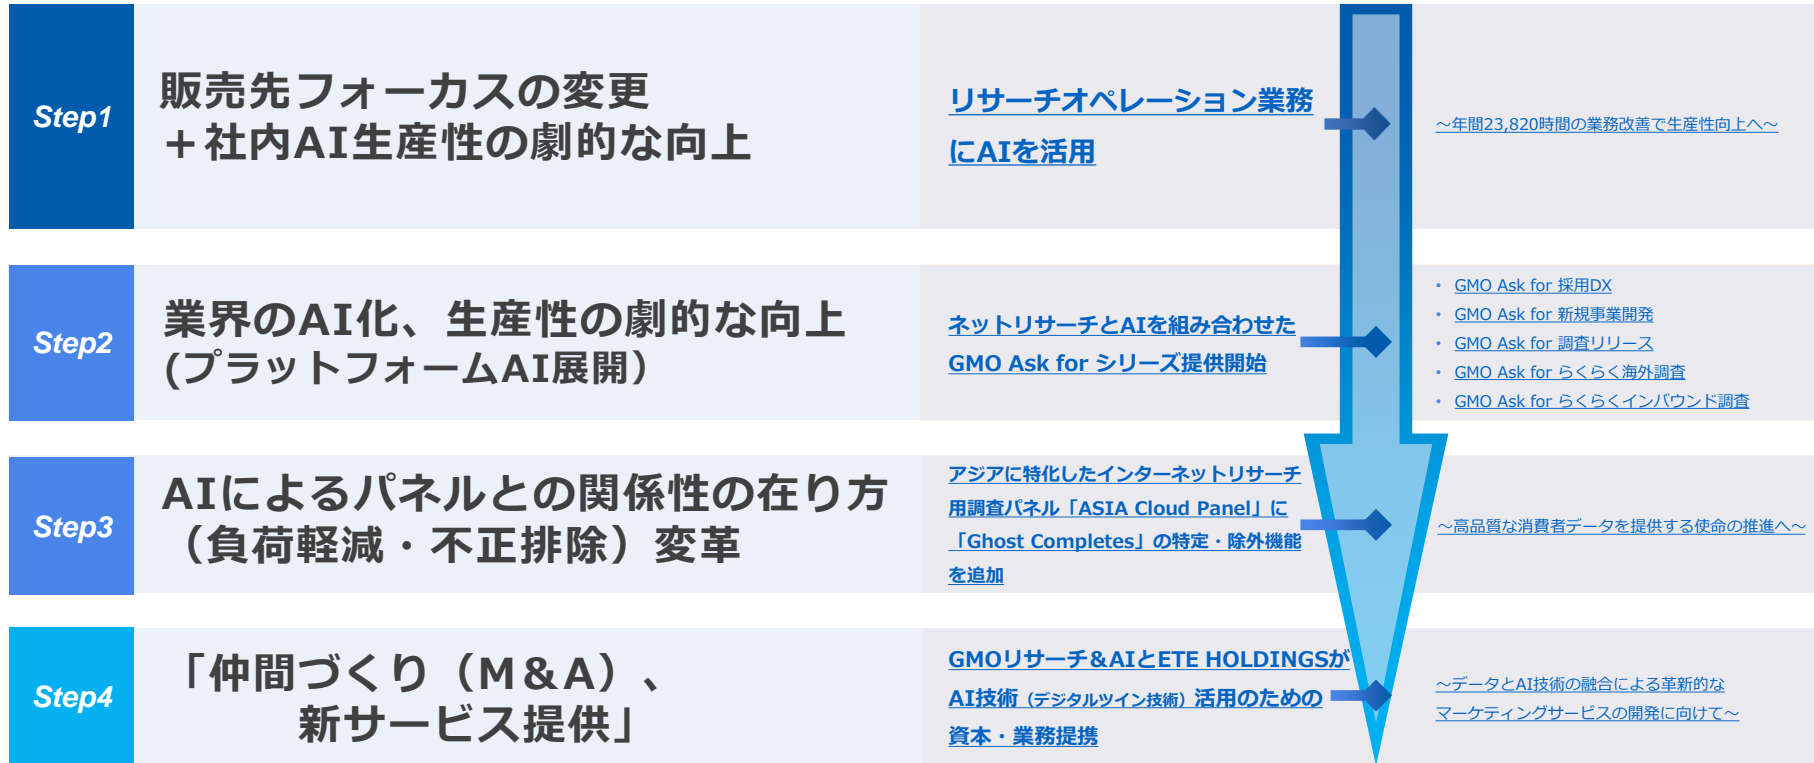 Step1
販売先フォーカスの変更
＋社内AI生産性の劇的な向上
リサーチオペレーション業務
にAIを活用
～年間23,820時間の業務改善で生産性向上へ～
Step2
業界のAI化、生産性の劇的な向上
(プラットフォームAI展開）
ネットリサーチとAIを組み合わせた
GMO Ask for シリーズ提供開始
• GMO Ask for 採用DX
• GMO Ask for 新規事業開発
• GMO Ask for 調査リリース
• GMO Ask for らくらく海外調査
• GMO Ask for らくらくインバウンド調査
Step3
AIによるパネルとの関係性の在り方
（負荷軽減・不正排除）変革
アジアに特化したインターネットリサーチ
用調査パネル「ASIA Cloud Panel」に
「Ghost Completes」の特定・除外機能
を追加
～高品質な消費者データを提供する使命の推進へ～
Step4
「仲間づくり（M＆A）、
新サービス提供」
GMOリサーチ＆AIとETE HOLDINGSが
AI技術（デジタルツイン技術）活用のための
資本・業務提携
～データとAI技術の融合による革新的な
マーケティングサービスの開発に向けて～